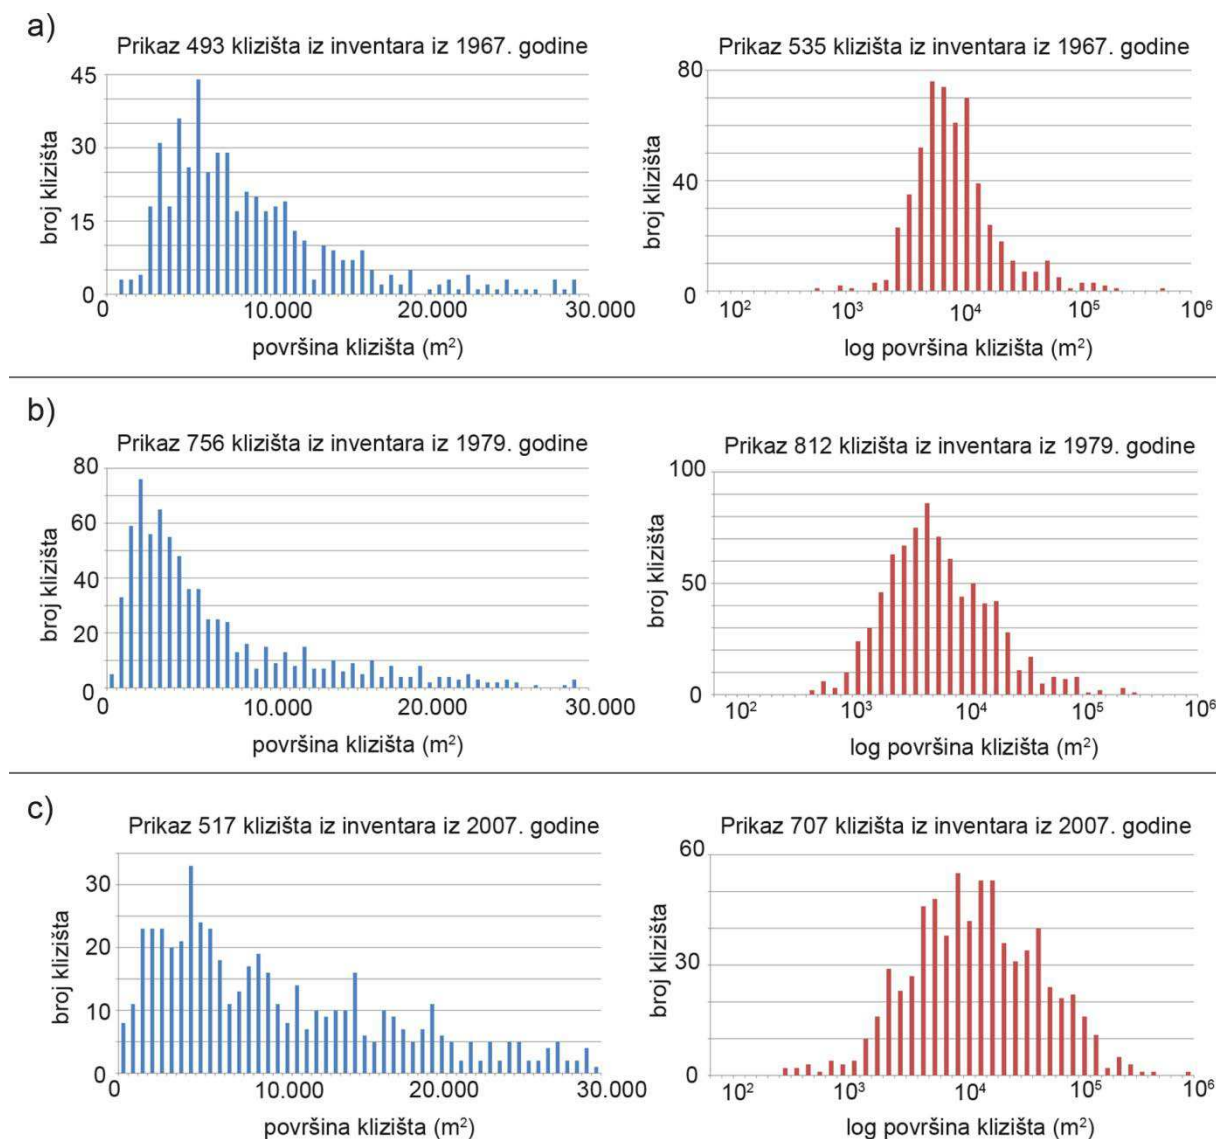 a)
Prikaz 493 klizišta iz inventara iz 1967. godine
45
30
15
0
broj klizišta
0 10.000 20.000 30.000
površina klizišta (m²)
Prikaz 535 klizišta iz inventara iz 1967. godine
80
40
0
broj klizišta
10² 10³ 10⁴ 10⁵ 10⁶
log površina klizišta (m²)
b)
Prikaz 756 klizišta iz inventara iz 1979. godine
80
60
40
20
0
broj klizišta
0 10.000 20.000 30.000
površina klizišta (m²)
Prikaz 812 klizišta iz inventara iz 1979. godine
100
50
0
broj klizišta
10² 10³ 10⁴ 10⁵ 10⁶
log površina klizišta (m²)
c)
Prikaz 517 klizišta iz inventara iz 2007. godine
30
20
10
0
broj klizišta
0 10.000 20.000 30.000
površina klizišta (m²)
Prikaz 707 klizišta iz inventara iz 2007. godine
60
30
0
broj klizišta
10² 10³ 10⁴ 10⁵ 10⁶
log površina klizišta (m²)